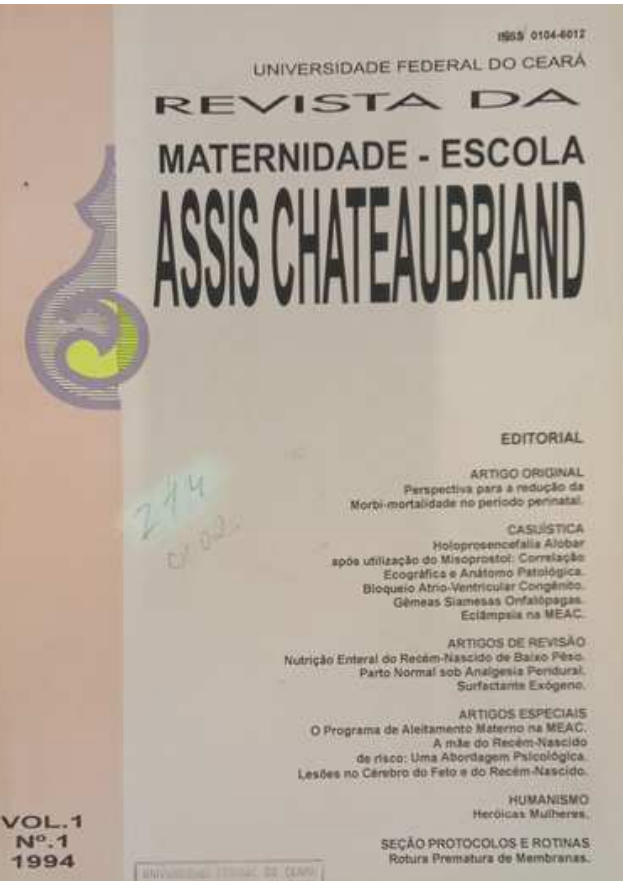 ISSS 0104-6012
UNIVERSIDADE FEDERAL DO CEARÁ
REVISTA DA
MATERNIDADE - ESCOLA
ASSIS CHATEAUBRIAND
EDITORIAL
ARTIGO ORIGINAL
Perspectiva para a redução da
Morbi-mortalidade no período perinatal.
CASUÍSTICA
Holoprosencefalia Alobar
após utilização do Misoprostol: Correlação
Ecográfica e Anátomo Patológica.
Bloqueio Atrio-Ventricular Congênito.
Gêmeas Siamesas Onfalópagas.
Eclâmpsia na MEAC.
ARTIGOS DE REVISÃO
Nutrição Enteral do Recém-Nascido de Baixo Pêso.
Parto Normal sob Analgesia Peridural.
Surfactante Exógeno.
ARTIGOS ESPECIAIS
O Programa de Aleitamento Materno na MEAC.
A mãe do Recém-Nascido
de risco: Uma Abordagem Psicológica.
Lesões no Cérebro do Feto e do Recém-Nascido.
HUMANISMO
Heróicas Mulheres.
SEÇÃO PROTOCOLOS E ROTINAS
Rotura Prematura de Membranas.
VOL.1
Nº.1
1994
UNIVERSIDADE FEDERAL DO CEARÁ